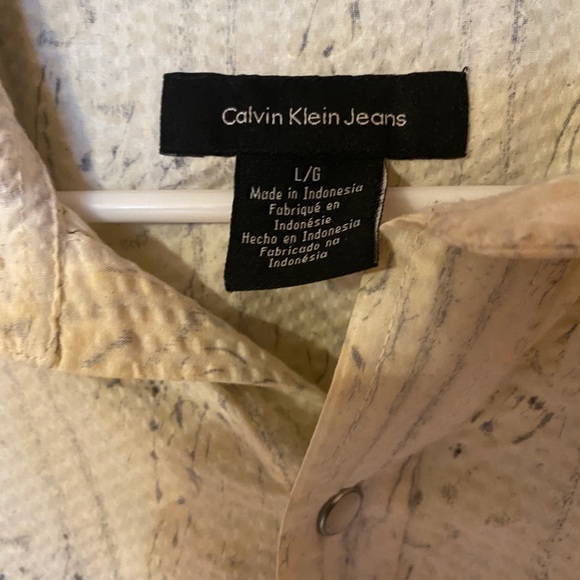 Calvin Klein Jeans
L/G
Made in Indonesia
Fabriqué en
Indonésie
Hecho en Indonesia
Fabricado na
Indonésia